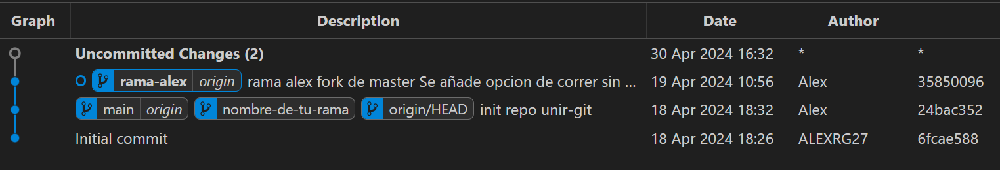 Graph Description Date Author
Uncommitted Changes (2) 30 Apr 2024 16:32 * *
rama-alex origin rama alex fork de master Se añade opcion de correr sin ... 19 Apr 2024 10:56 Alex 35850096
main origin nombre-de-tu-rama origin/HEAD init repo unir-git 18 Apr 2024 18:32 Alex 24bac352
Initial commit 18 Apr 2024 18:26 ALEXRG27 6fcae588